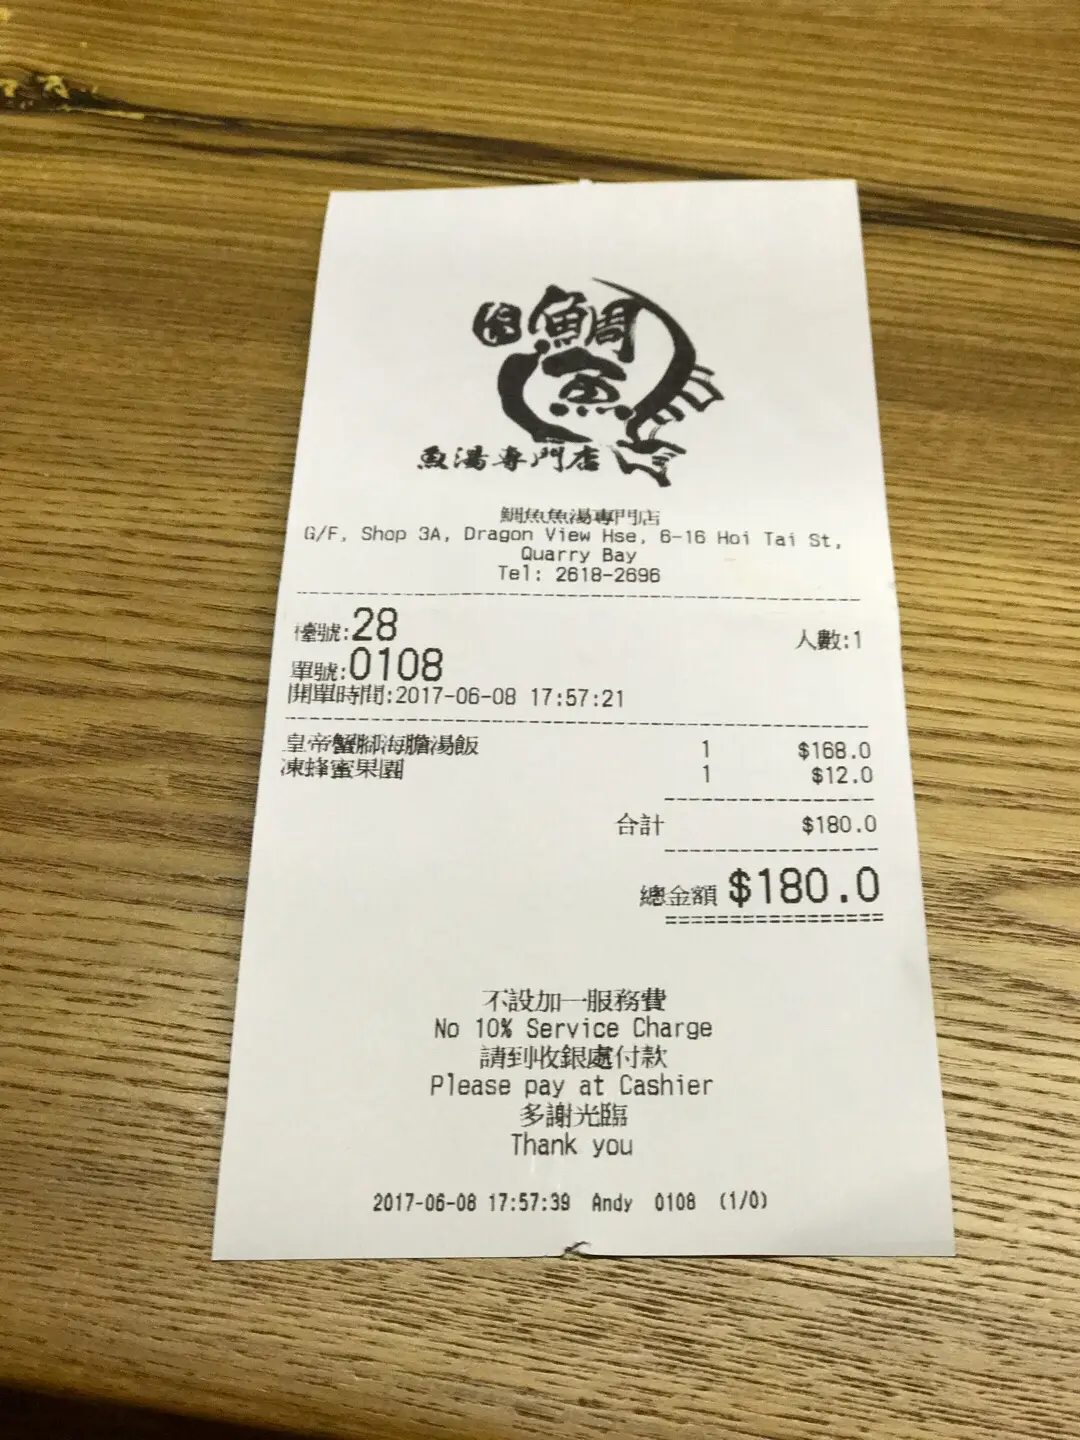 鯛魚
魚湯專門店
鯛魚魚湯專門店
G/F, Shop 3A, Dragon View Hse, 6-16 Hoi Tai St,
Quarry Bay
Tel: 2618-2696
檯號:28 人數:1
單號:0108
開單時間:2017-06-08 17:57:21
皇帝蟹腳海膽湯飯 1 $168.0
凍蜂蜜果園 1 $12.0
合計 $180.0
總金額 $180.0
不設加一服務費
No 10% Service Charge
請到收銀處付款
Please pay at Cashier
多謝光臨
Thank you
2017-06-08 17:57:39 Andy 0108 (1/0)